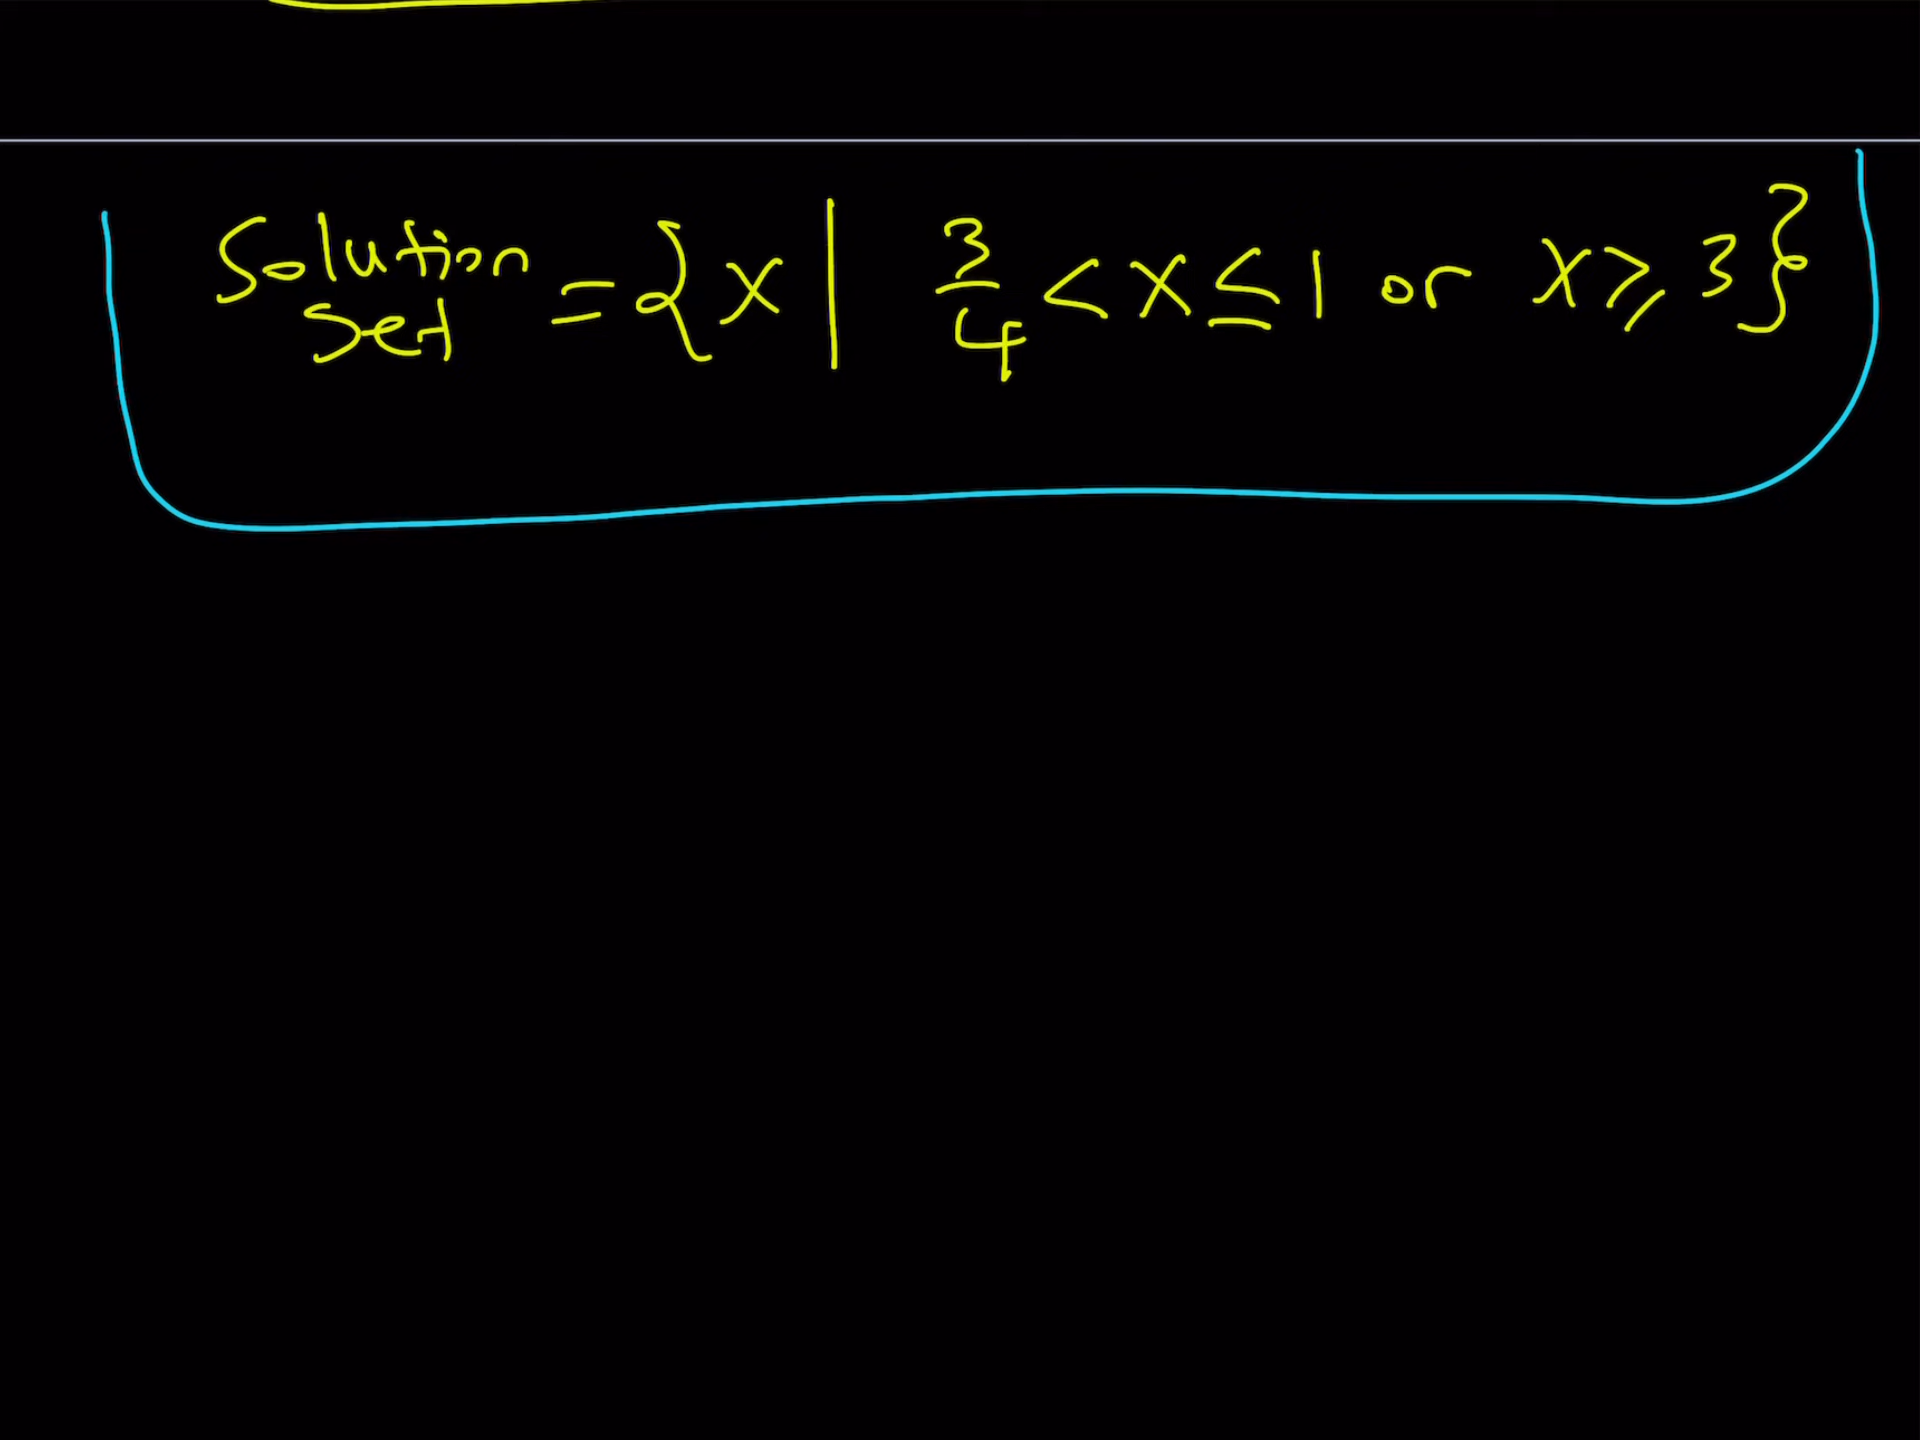 Solution
Set = {x | 3/4 < x ≤ 1 or x ⩾ 3}